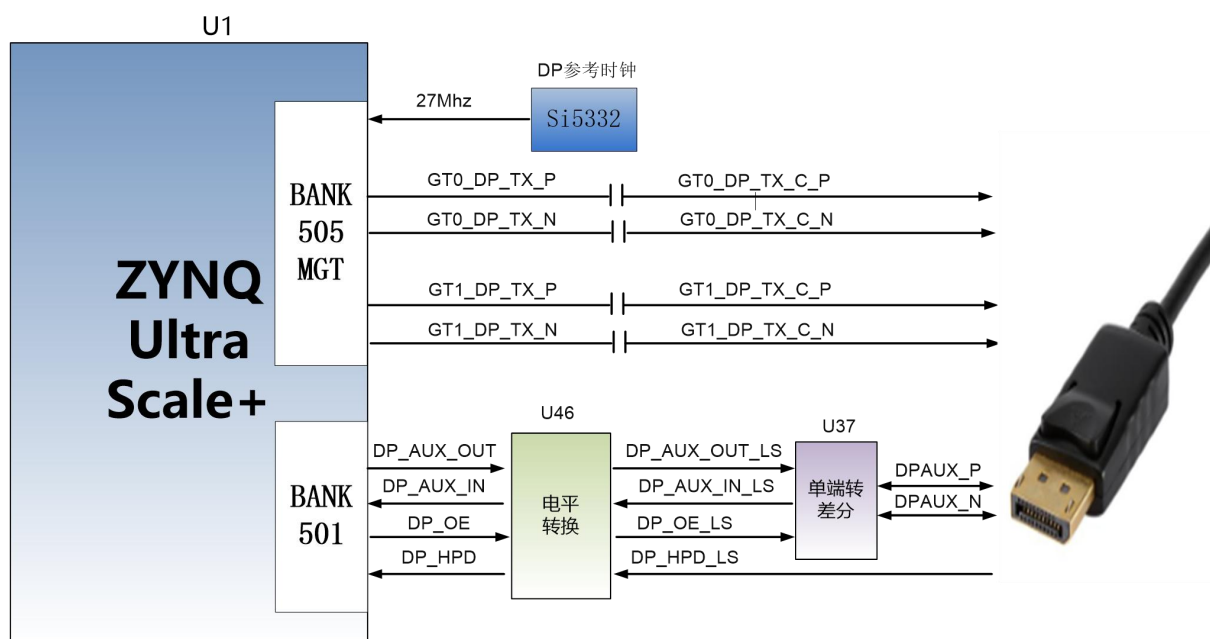 U1
DP参考时钟
27Mhz
Si5332
GT0_DP_TX_P
GT0_DP_TX_C_P
BANK
505
MGT
GT0_DP_TX_N
GT0_DP_TX_C_N
GT1_DP_TX_P
GT1_DP_TX_C_P
GT1_DP_TX_N
GT1_DP_TX_C_N
ZYNQ
Ultra
Scale+
U46
U37
BANK
501
DP_AUX_OUT
DP_AUX_IN
DP_OE
DP_HPD
电平
转换
DP_AUX_OUT_LS
DP_AUX_IN_LS
DP_OE_LS
DP_HPD_LS
单端转
差分
DPAUX_P
DPAUX_N